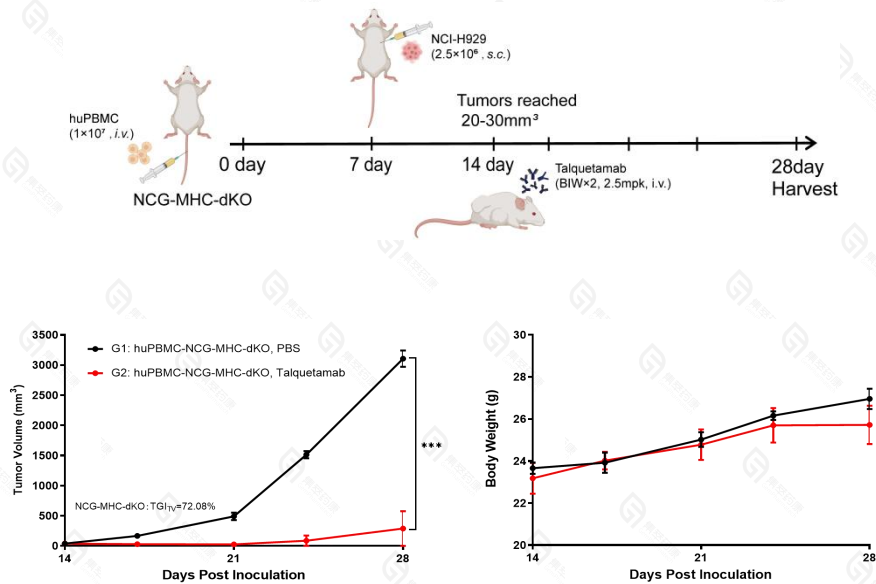 NCI-H929
(2.5×10⁶ , s.c.)
Tumors reached
20-30mm³
huPBMC
(1×10⁷ , i.v.)
0 day
7 day
14 day
28day
Harvest
Talquetamab
(BIW×2, 2.5mpk, i.v.)
NCG-MHC-dKO
Tumor Volume (mm³)
3500
3000
2500
2000
1500
1000
500
0
G1: huPBMC-NCG-MHC-dKO, PBS
G2: huPBMC-NCG-MHC-dKO, Talquetamab
***
NCG-MHC-dKO: TGI_TV=72.08%
14
21
28
Days Post Inoculation
Body Weight (g)
30
28
26
24
22
20
14
21
28
Days Post Inoculation